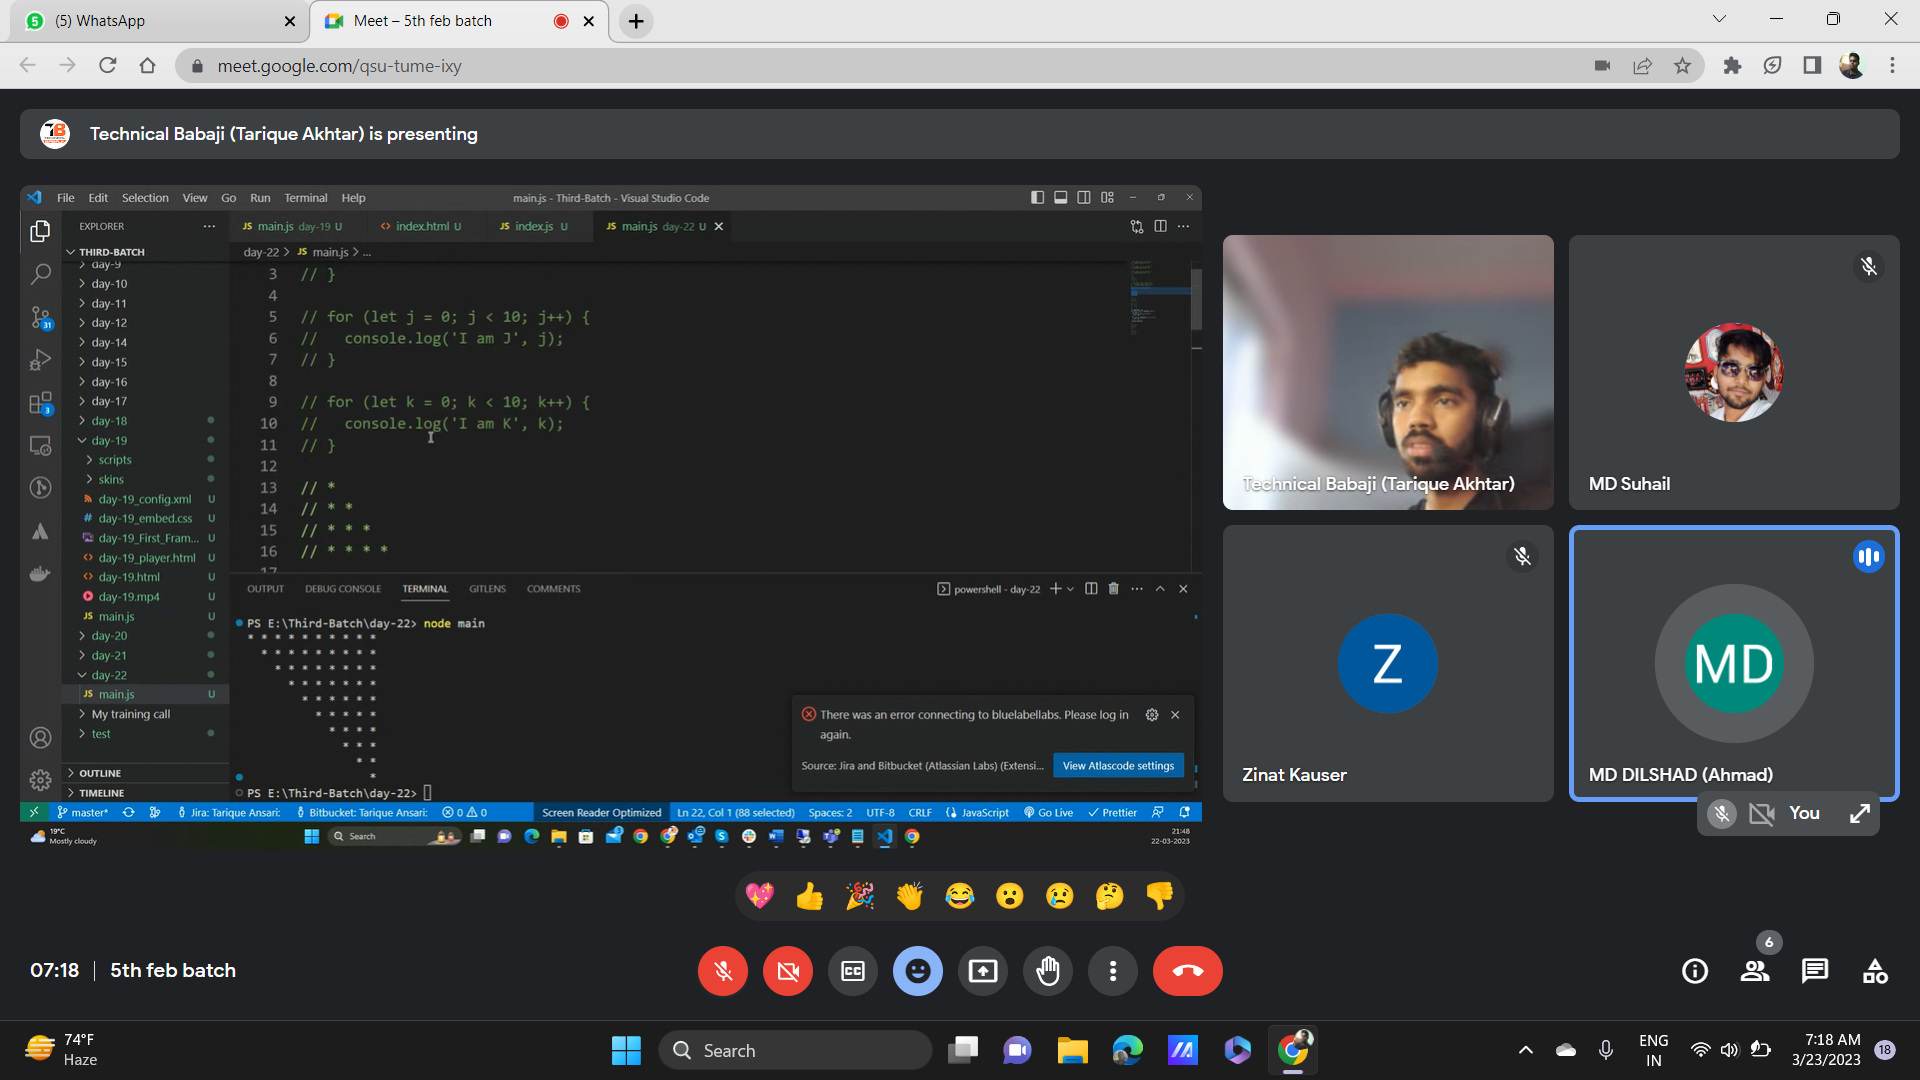 (5) WhatsApp
Meet – 5th feb batch
meet.google.com/qsu-tume-ixy
Technical Babaji (Tarique Akhtar) is presenting
File Edit Selection View Go Run Terminal Help
main.js - Third-Batch - Visual Studio Code
EXPLORER
JS main.js day-19 U
<> index.html U
JS index.js U
JS main.js day-22 U
THIRD-BATCH
day-22 > JS main.js > ...
day-9
day-10
day-11
day-12
day-14
day-15
day-16
day-17
day-18
day-19
scripts
skins
day-19_config.xml U
# day-19_embed.css U
day-19_First_Fram... U
<> day-19_player.html U
<> day-19.html U
day-19.mp4 U
JS main.js U
day-20
day-21
day-22
JS main.js U
My training call
test
OUTLINE
TIMELINE
31
3
3 // }
4
5 // for (let j = 0; j < 10; j++) {
6 //   console.log('I am J', j);
7 // }
8
9 // for (let k = 0; k < 10; k++) {
10 //   console.log('I am K', k);
11 // }
12
13 // *
14 // * *
15 // * * *
16 // * * * *
17
OUTPUT DEBUG CONSOLE TERMINAL GITLENS COMMENTS
powershell - day-22
PS E:\Third-Batch\day-22> node main
* * * * * * * * * *
* * * * * * * * *
* * * * * * * *
* * * * * * *
* * * * * *
* * * * *
* * * *
* * *
* *
*
PS E:\Third-Batch\day-22>
There was an error connecting to bluelabellabs. Please log in
again.
Source: Jira and Bitbucket (Atlassian Labs) (Extensi...
View Atlascode settings
master* Jira: Tarique Ansari: Bitbucket: Tarique Ansari: 0 0 Screen Reader Optimized Ln 22, Col 1 (88 selected) Spaces: 2 UTF-8 CRLF {} JavaScript Go Live Prettier
19°C
Mostly cloudy
Search
21:48
22-03-2023
Technical Babaji (Tarique Akhtar)
MD Suhail
Z
Zinat Kauser
MD
MD DILSHAD (Ahmad)
You
07:18 | 5th feb batch
CC
6
74°F
Haze
Search
ENG
IN
7:18 AM
3/23/2023
18